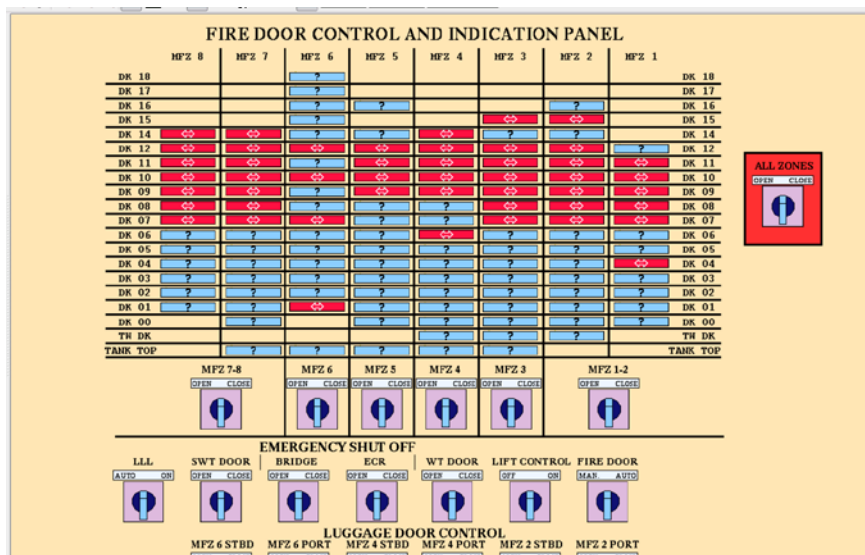 FIRE DOOR CONTROL AND INDICATION PANEL
MFZ 8 MFZ 7 MFZ 6 MFZ 5 MFZ 4 MFZ 3 MFZ 2 MFZ 1
DK 18 ? DK 18
DK 17 ? DK 17
DK 16 ? ? ? DK 16
DK 15 ? ⇔ ⇔ DK 15
DK 14 ⇔ ⇔ ? ? ⇔ ? ? DK 14
DK 12 ⇔ ⇔ ⇔ ⇔ ⇔ ⇔ ⇔ ? DK 12
DK 11 ⇔ ⇔ ? ⇔ ⇔ ⇔ ⇔ ⇔ DK 11
DK 10 ⇔ ⇔ ⇔ ⇔ ⇔ ⇔ ⇔ ⇔ DK 10
DK 09 ⇔ ⇔ ? ⇔ ⇔ ⇔ ⇔ ⇔ DK 09
DK 08 ⇔ ⇔ ? ? ? ⇔ ⇔ ⇔ DK 08
DK 07 ⇔ ⇔ ⇔ ? ? ⇔ ⇔ ⇔ DK 07
DK 06 ? ? ? ? ⇔ ? ? ? DK 06
DK 05 ? ? ? ? ? ? ? ? DK 05
DK 04 ? ? ? ? ? ? ? ⇔ DK 04
DK 03 ? ? ? ? ? ? ? ? DK 03
DK 02 ? ? ? ? ? ? ? ? DK 02
DK 01 ? ? ⇔ ? ? ? ? ? DK 01
DK 00 ? ? ? ? ? ? DK 00
TW DK ? ? ? TW DK
TANK TOP ? ? ? ? ? TANK TOP
ALL ZONES
OPEN CLOSE
MFZ 7-8 MFZ 6 MFZ 5 MFZ 4 MFZ 3 MFZ 1-2
OPEN CLOSE OPEN CLOSE OPEN CLOSE OPEN CLOSE OPEN CLOSE OPEN CLOSE
EMERGENCY SHUT OFF
LLL SWT DOOR BRIDGE ECR WT DOOR LIFT CONTROL FIRE DOOR
AUTO ON OPEN CLOSE OPEN CLOSE OPEN CLOSE OPEN CLOSE OFF ON MAN. AUTO
LUGGAGE DOOR CONTROL
MFZ 6 STBD MFZ 6 PORT MFZ 4 STBD MFZ 4 PORT MFZ 2 STBD MFZ 2 PORT